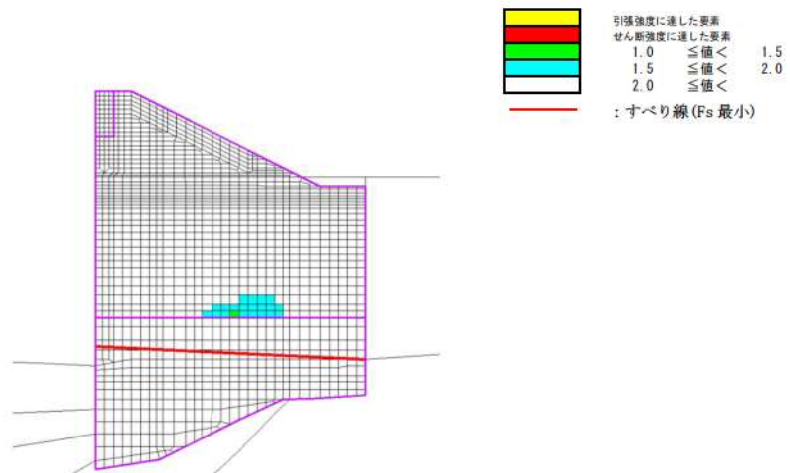 引張強度に達した要素
せん断強度に達した要素
1.0 ≦値< 1.5
1.5 ≦値< 2.0
2.0 ≦値<
:すべり線(Fs 最小)